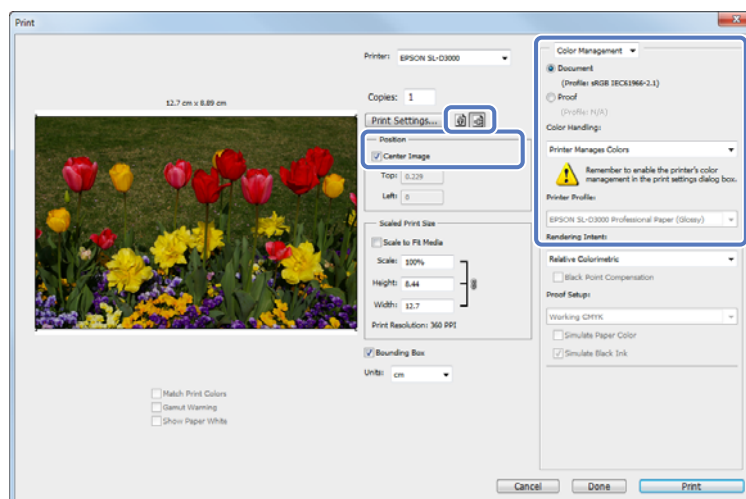 Print
12.7 cm x 8.89 cm
Match Print Colors
Gamut Warning
Show Paper White
Printer: EPSON SL-D3000
Copies: 1
Print Settings...
Position
Center Image
Top: 0.229
Left: 0
Scaled Print Size
Scale to Fit Media
Scale: 100%
Height: 8.44
Width: 12.7
Print Resolution: 360 PPI
Bounding Box
Units: cm
Color Management
Document
(Profile: sRGB IEC61966-2.1)
Proof
(Profile: N/A)
Color Handling:
Printer Manages Colors
Remember to enable the printer's color
management in the print settings dialog box.
Printer Profile:
EPSON SL-D3000 Professional Paper (Glossy)
Rendering Intent:
Relative Colorimetric
Black Point Compensation
Proof Setup:
Working CMYK
Simulate Paper Color
Simulate Black Ink
Cancel
Done
Print